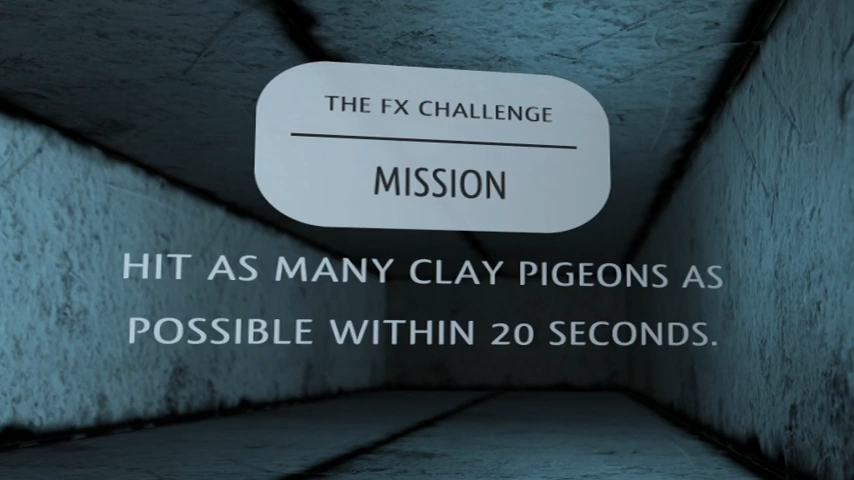 THE FX CHALLENGE
MISSION
HIT AS MANY CLAY PIGEONS AS
POSSIBLE WITHIN 20 SECONDS.